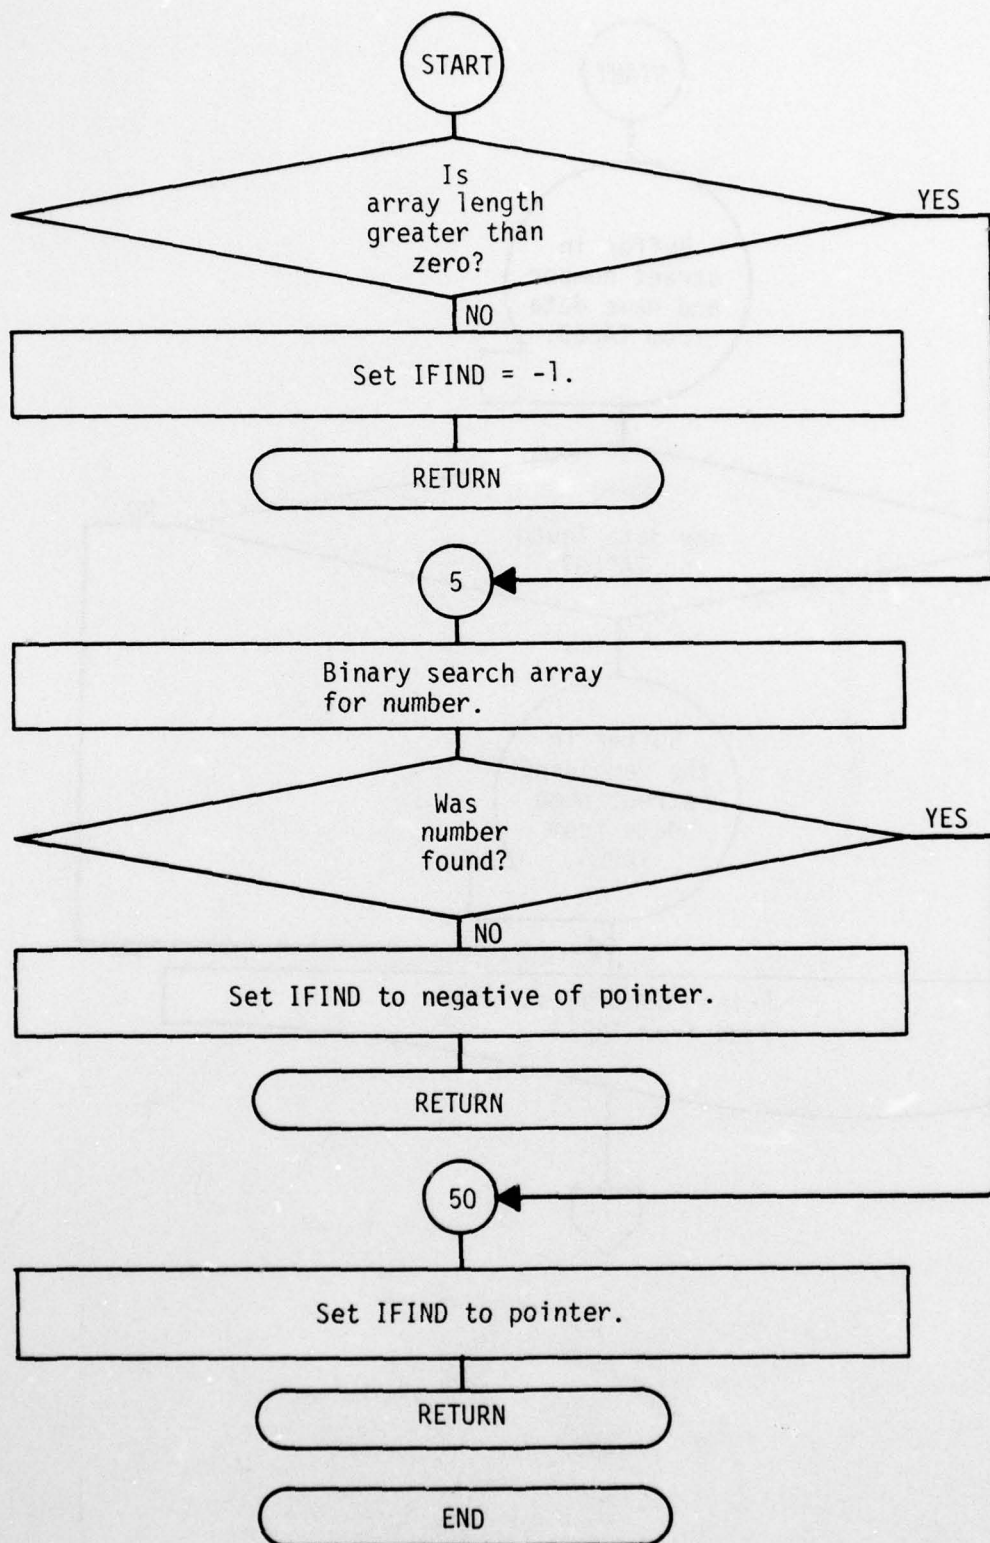 START
Is
array length
greater than
zero?
YES
NO
Set IFIND = -1.
RETURN
5
Binary search array
for number.
Was
number
found?
YES
NO
Set IFIND to negative of pointer.
RETURN
50
Set IFIND to pointer.
RETURN
END